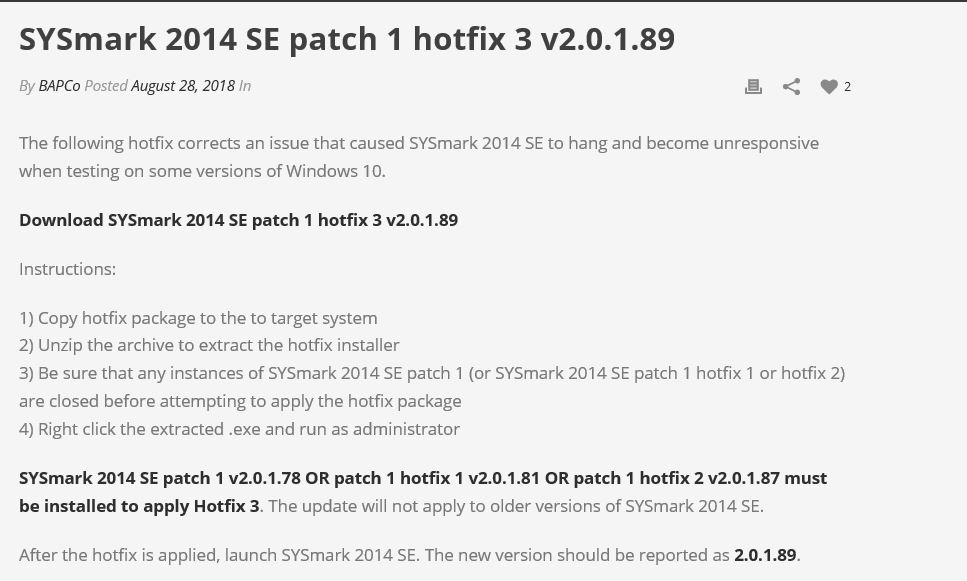 SYSmark 2014 SE patch 1 hotfix 3 v2.0.1.89
By BAPCo Posted August 28, 2018 In
2
The following hotfix corrects an issue that caused SYSmark 2014 SE to hang and become unresponsive
when testing on some versions of Windows 10.
Download SYSmark 2014 SE patch 1 hotfix 3 v2.0.1.89
Instructions:
1) Copy hotfix package to the to target system
2) Unzip the archive to extract the hotfix installer
3) Be sure that any instances of SYSmark 2014 SE patch 1 (or SYSmark 2014 SE patch 1 hotfix 1 or hotfix 2)
are closed before attempting to apply the hotfix package
4) Right click the extracted .exe and run as administrator
SYSmark 2014 SE patch 1 v2.0.1.78 OR patch 1 hotfix 1 v2.0.1.81 OR patch 1 hotfix 2 v2.0.1.87 must
be installed to apply Hotfix 3. The update will not apply to older versions of SYSmark 2014 SE.
After the hotfix is applied, launch SYSmark 2014 SE. The new version should be reported as 2.0.1.89.